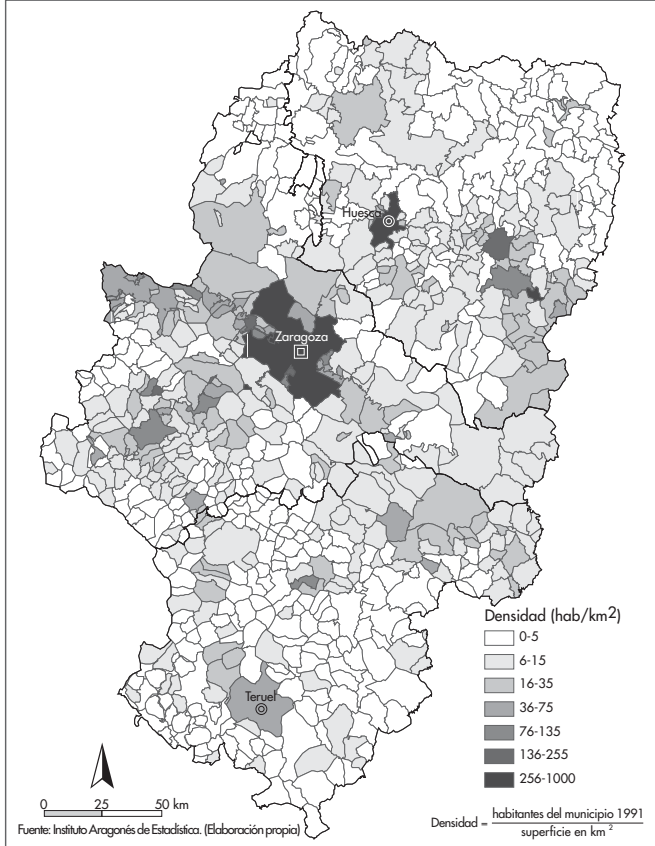 Huesca
Zaragoza
Teruel
Densidad (hab/km2)
0-5
6-15
16-35
36-75
76-135
136-255
256-1000
0 25 50 km
Fuente: Instituto Aragonés de Estadística. (Elaboración propia)
Densidad = habitantes del municipio 1991
superficie en km 2